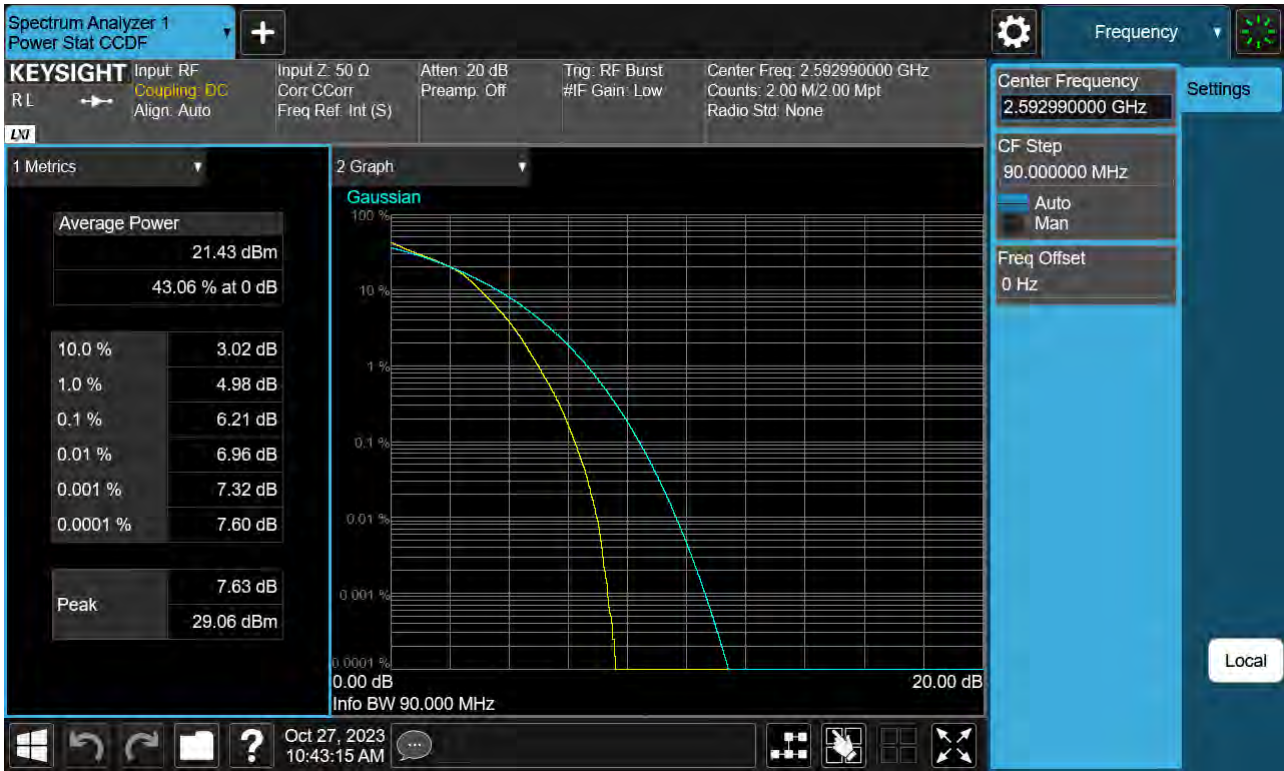 Spectrum Analyzer 1
Power Stat CCDF
+
Frequency
KEYSIGHT
RL
LXI
Input: RF
Coupling: DC
Align: Auto
Input Z: 50 Ω
Corr CCorr
Freq Ref: Int (S)
Atten: 20 dB
Preamp: Off
Trig: RF Burst
#IF Gain: Low
Center Freq: 2.592990000 GHz
Counts: 2.00 M/2.00 Mpt
Radio Std: None
Center Frequency
2.592990000 GHz
Settings
CF Step
90.000000 MHz
Auto
Man
Freq Offset
0 Hz
Local
1 Metrics
Average Power
21.43 dBm
43.06 % at 0 dB
10.0 % 3.02 dB
1.0 % 4.98 dB
0.1 % 6.21 dB
0.01 % 6.96 dB
0.001 % 7.32 dB
0.0001 % 7.60 dB
Peak 7.63 dB
29.06 dBm
2 Graph
Gaussian
100 %
10 %
1 %
0.1 %
0.01 %
0.001 %
0.0001 %
0.00 dB 20.00 dB
Info BW 90.000 MHz
?
Oct 27, 2023
10:43:15 AM